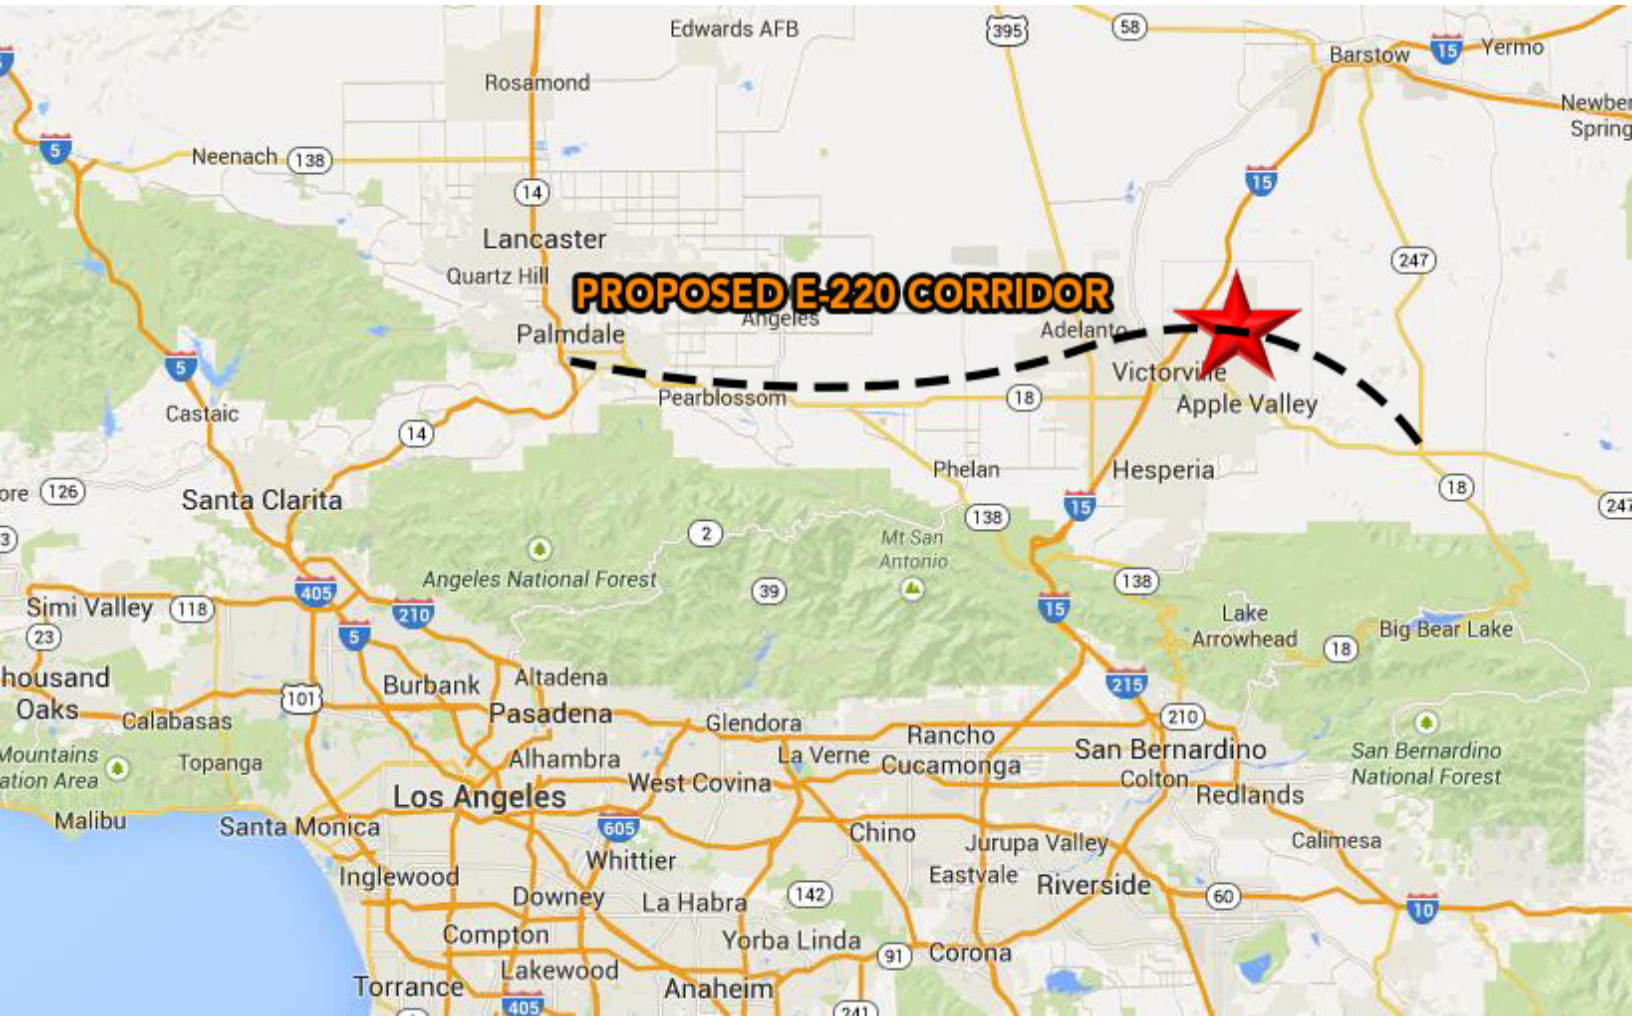 Edwards AFB
395
58
Barstow
15
Yermo
Rosamond
Newber
Spring
5
Neenach
138
14
15
Lancaster
247
Quartz Hill
PROPOSED E-220 CORRIDOR
Angeles
Palmdale
Adelanto
5
Victorville
Castaic
Pearblossom
18
Apple Valley
14
Phelan
Hesperia
ore
126
Santa Clarita
15
18
247
138
2
3
Mt San
Antonio
Angeles National Forest
39
138
405
210
Simi Valley
118
15
Lake
Arrowhead
23
5
Big Bear Lake
18
housand
Oaks
101
Burbank
Altadena
215
Calabasas
Pasadena
Glendora
210
Rancho
Cucamonga
San Bernardino
San Bernardino
National Forest
Mountains
ation Area
Topanga
Alhambra
La Verne
West Covina
Colton
Redlands
Los Angeles
Malibu
Santa Monica
605
Chino
Jurupa Valley
Calimesa
Whittier
Inglewood
Eastvale
Riverside
Downey
La Habra
142
60
10
Compton
Yorba Linda
91
Corona
Lakewood
Torrance
Anaheim
405
241